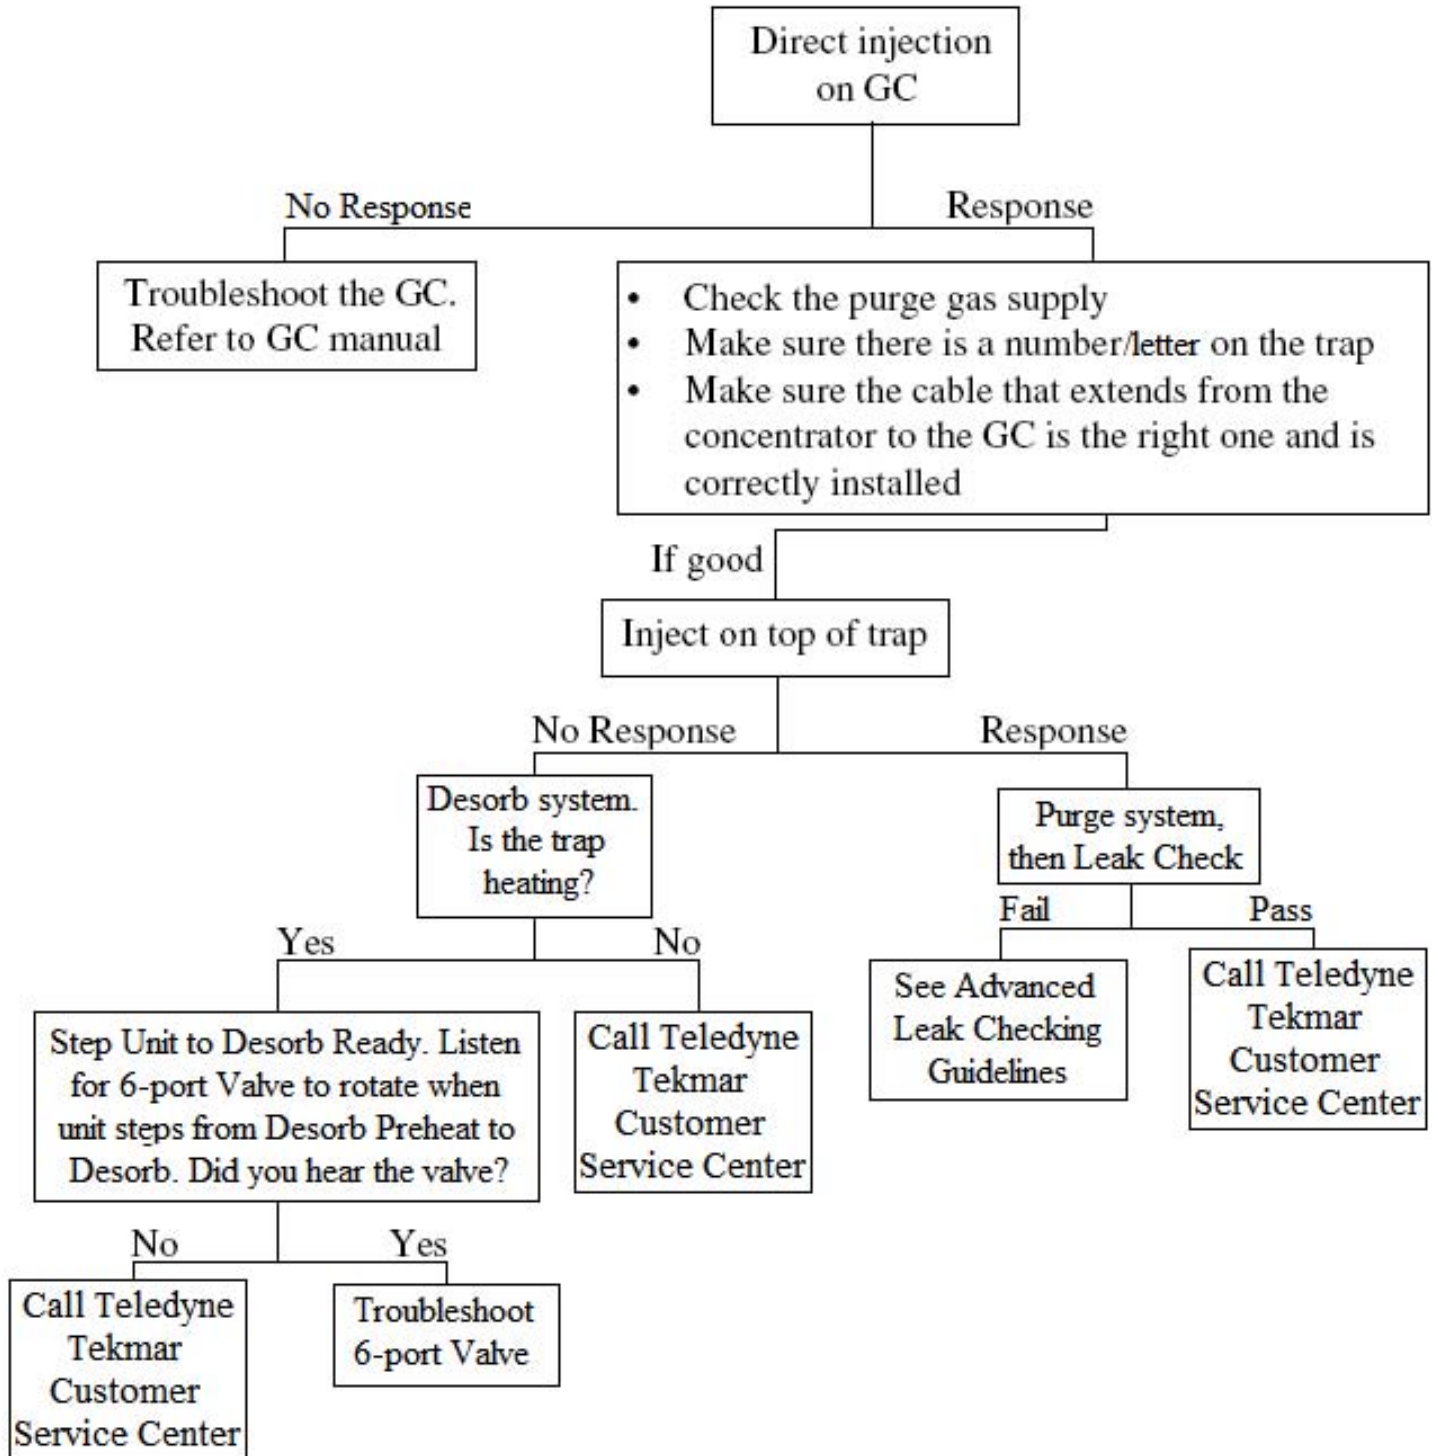 Direct injection
on GC
No Response
Response
Troubleshoot the GC.
Refer to GC manual
• Check the purge gas supply
• Make sure there is a number/letter on the trap
• Make sure the cable that extends from the
concentrator to the GC is the right one and is
correctly installed
If good
Inject on top of trap
No Response
Response
Desorb system.
Is the trap
heating?
Purge system,
then Leak Check
Yes
No
Fail
Pass
Step Unit to Desorb Ready. Listen
for 6-port Valve to rotate when
unit steps from Desorb Preheat to
Desorb. Did you hear the valve?
Call Teledyne
Tekmar
Customer
Service Center
See Advanced
Leak Checking
Guidelines
Call Teledyne
Tekmar
Customer
Service Center
No
Yes
Call Teledyne
Tekmar
Customer
Service Center
Troubleshoot
6-port Valve